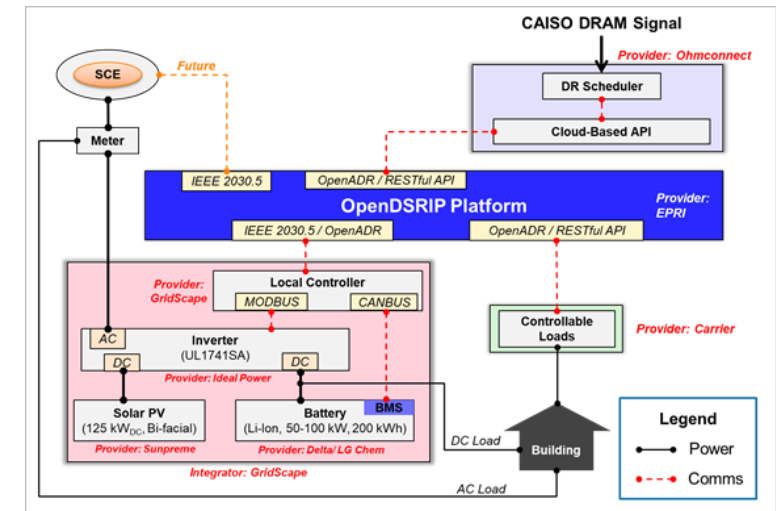 CAISO DRAM Signal
Provider: Ohmconnect
DR Scheduler
Cloud-Based API
SCE
Future
Meter
IEEE 2030.5
OpenADR / RESTful API
OpenDSRIP Platform
Provider:
EPRI
IEEE 2030.5 / OpenADR
OpenADR / RESTful API
Provider:
GridScape
Local Controller
MODBUS
CANBUS
AC
Inverter
(UL1741SA)
DC
DC
Provider: Ideal Power
Controllable
Loads
Provider: Carrier
Solar PV
(125 kWDC, Bi-facial)
Provider: Sunpreme
BMS
Battery
(Li-Ion, 50-100 kW, 200 kWh)
Provider: Delta/ LG Chem
Integrator: GridScape
DC Load
AC Load
Building
Legend
Power
Comms